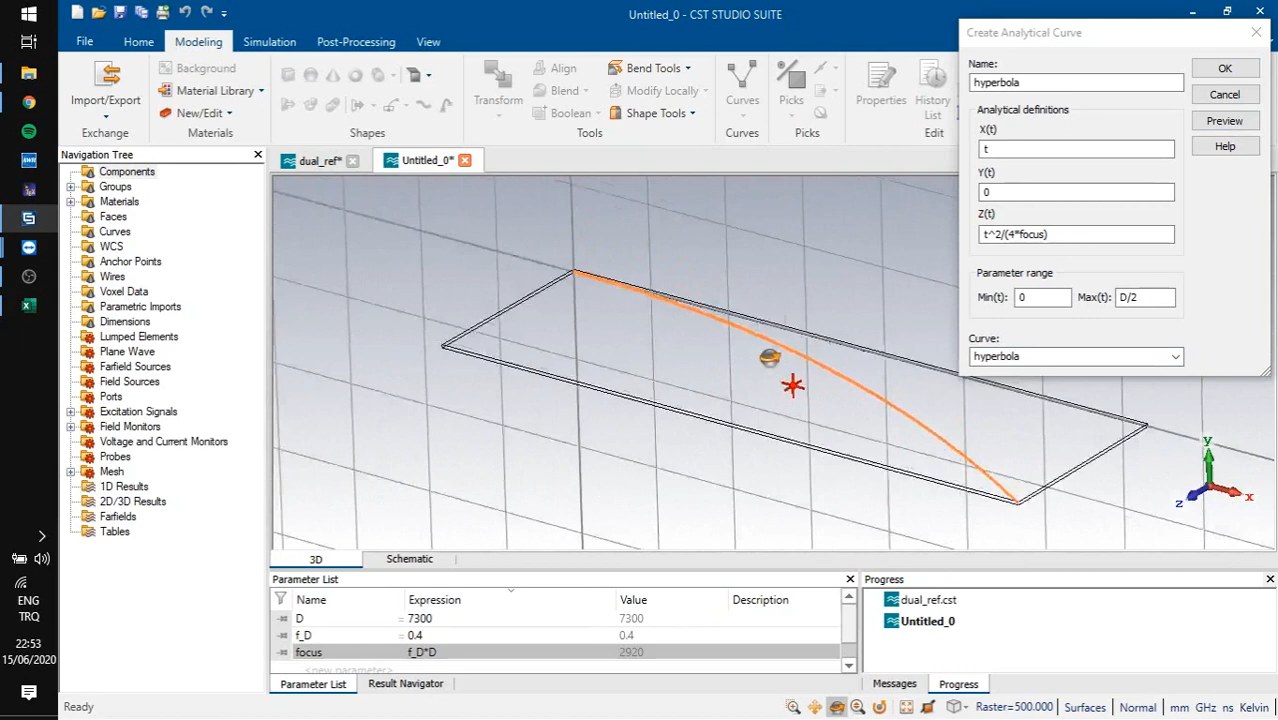 Untitled_0 - CST STUDIO SUITE
File
Home
Modeling
Simulation
Post-Processing
View
Import/Export
Exchange
Background
Material Library
New/Edit
Materials
Shapes
Transform
Align
Blend
Boolean
Bend Tools
Modify Locally
Shape Tools
Tools
Curves
Curves
Picks
Picks
Properties
History
List
Edit
Create Analytical Curve
Name:
hyperbola
OK
Cancel
Preview
Help
Analytical definitions
X(t)
t
Y(t)
0
Z(t)
t^2/(4*focus)
Parameter range
Min(t): 0 Max(t): D/2
Curve:
hyperbola
Navigation Tree
dual_ref*
Untitled_0*
Components
Groups
Materials
Faces
Curves
WCS
Anchor Points
Wires
Voxel Data
Parametric Imports
Dimensions
Lumped Elements
Plane Wave
Farfield Sources
Field Sources
Ports
Excitation Signals
Field Monitors
Voltage and Current Monitors
Probes
Mesh
1D Results
2D/3D Results
Farfields
Tables
y
x
z
3D
Schematic
Parameter List
Name Expression Value Description
D = 7300 7300
f_D = 0.4 0.4
focus f_D*D 2920
<new parameter>
Parameter List
Result Navigator
Progress
dual_ref.cst
Untitled_0
Messages
Progress
ENG
TRQ
22:53
15/06/2020
AWR
Ready
Raster=500.000 Surfaces Normal mm GHz ns Kelvin